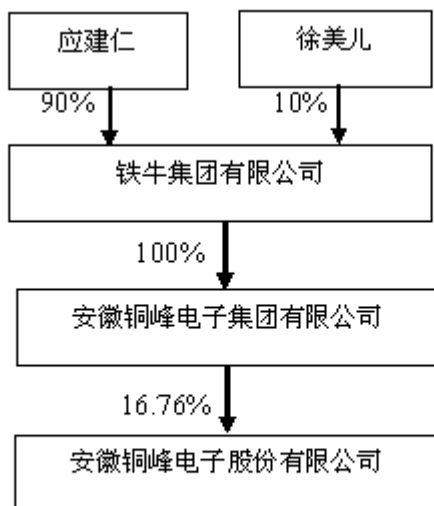 应建仁
徐美儿
90%
10%
铁牛集团有限公司
100%
安徽铜峰电子集团有限公司
16.76%
安徽铜峰电子股份有限公司